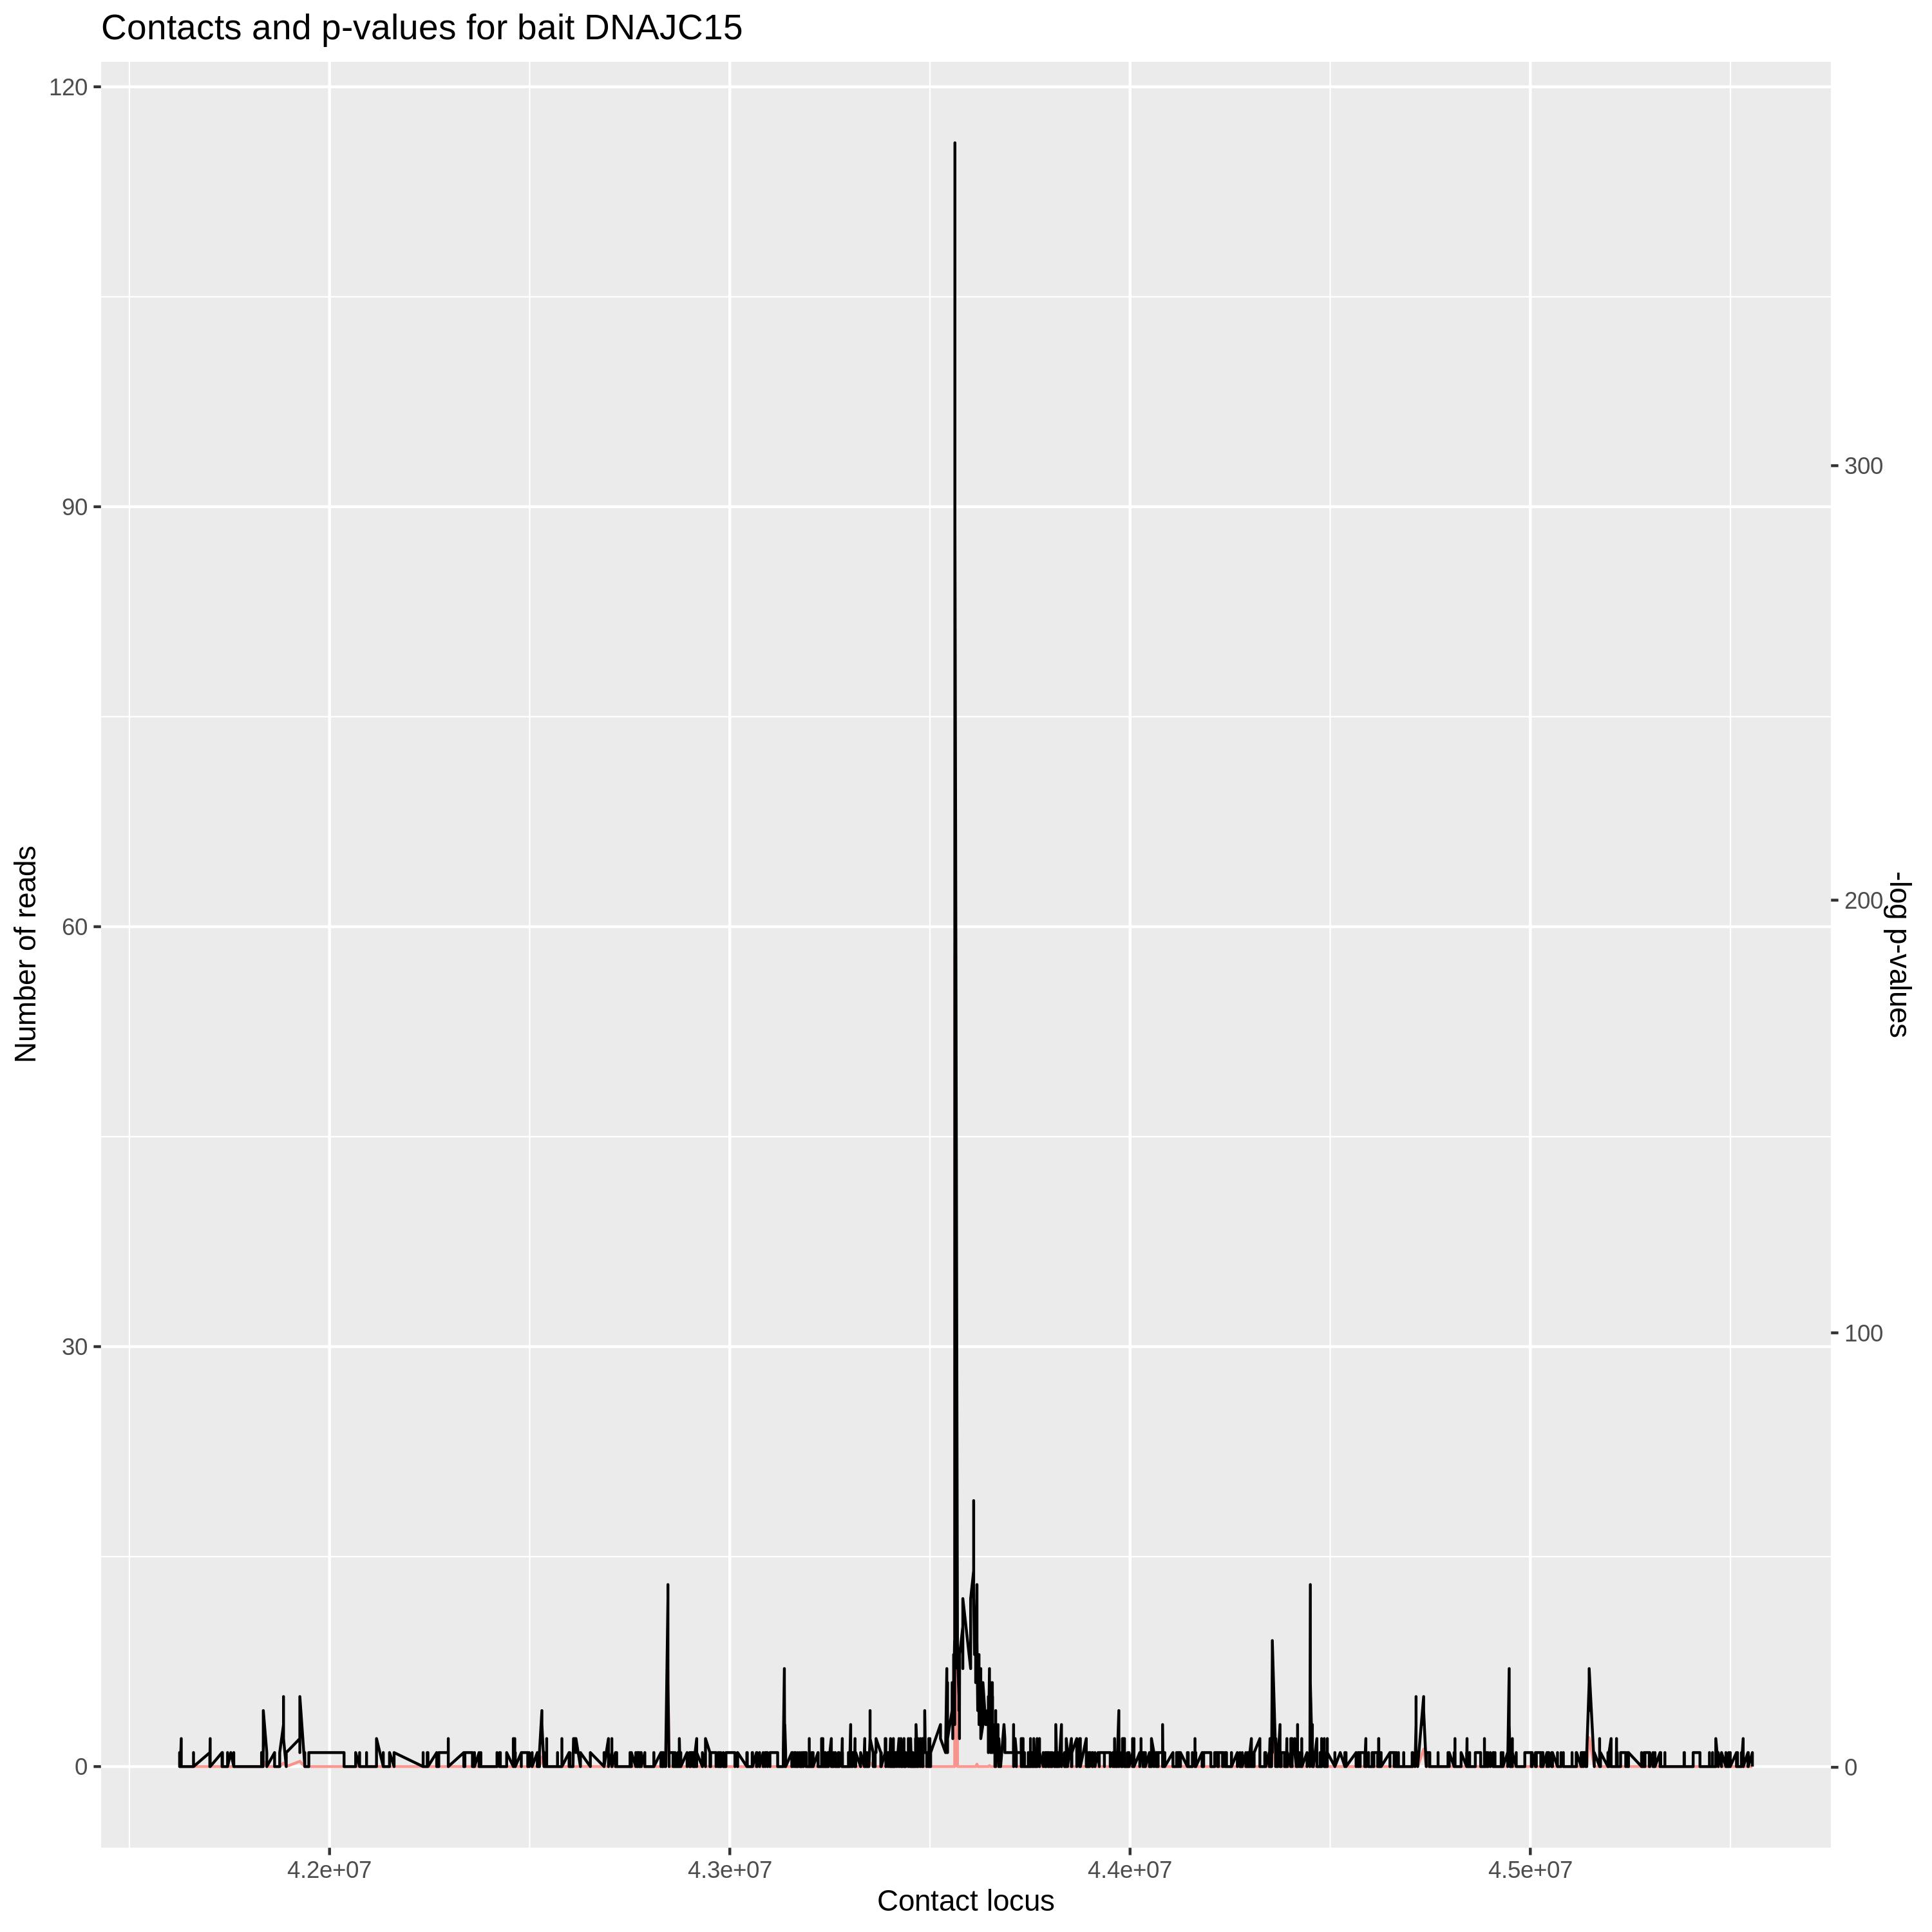 Contacts and p-values for bait DNAJC15
120
90
60
30
0
Number of reads
300
200
100
0
-log p-values
4.2e+07
4.3e+07
4.4e+07
4.5e+07
Contact locus